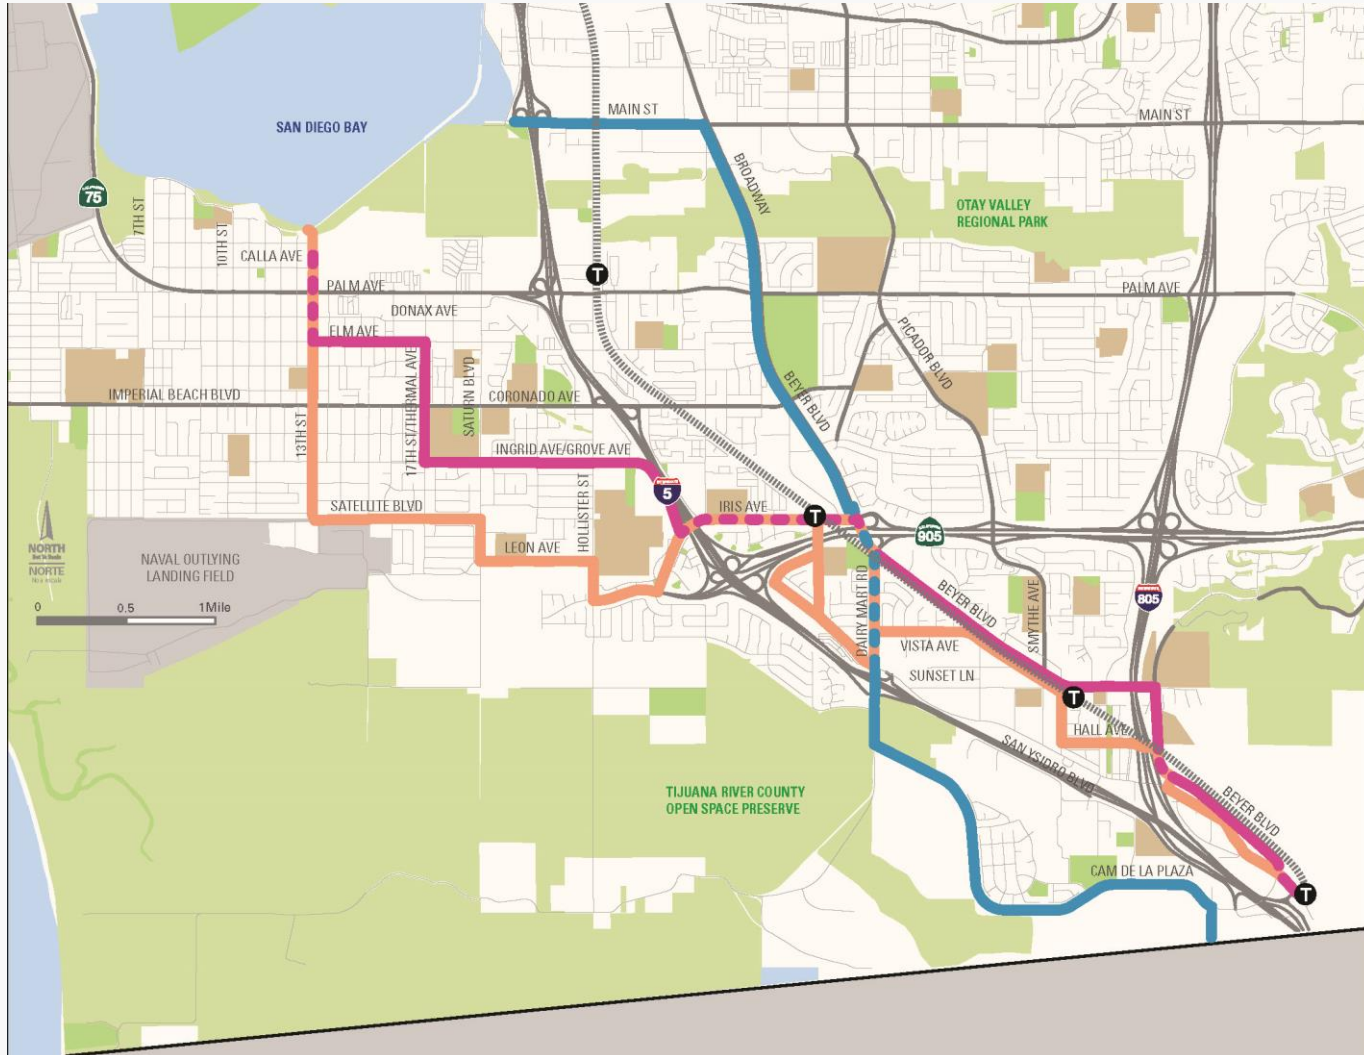 MAIN ST
MAIN ST
SAN DIEGO BAY
BROADWAY
75
7TH ST
10TH ST
OTAY VALLEY
REGIONAL PARK
CALLA AVE
T
PALM AVE
PALM AVE
DONAX AVE
ELM AVE
PICADOR BLVD
17TH ST/THERMAL AVE
SATURN BLVD
BEYER BLVD
IMPERIAL BEACH BLVD
CORONADO AVE
13TH ST
INGRID AVE/GROVE AVE
HOLLISTER ST
5
SATELLITE BLVD
IRIS AVE
T
905
NORTH
NORTE
LEON AVE
NAVAL OUTLYING
LANDING FIELD
0 0.5 1Mile
DAIRY MART RD
BEYER BLVD
SMYTHE AVE
805
VISTA AVE
SUNSET LN
T
HALL AVE
SAN YSIDRO BLVD
TIJUANA RIVER COUNTY
OPEN SPACE PRESERVE
BEYER BLVD
CAM DE LA PLAZA
T